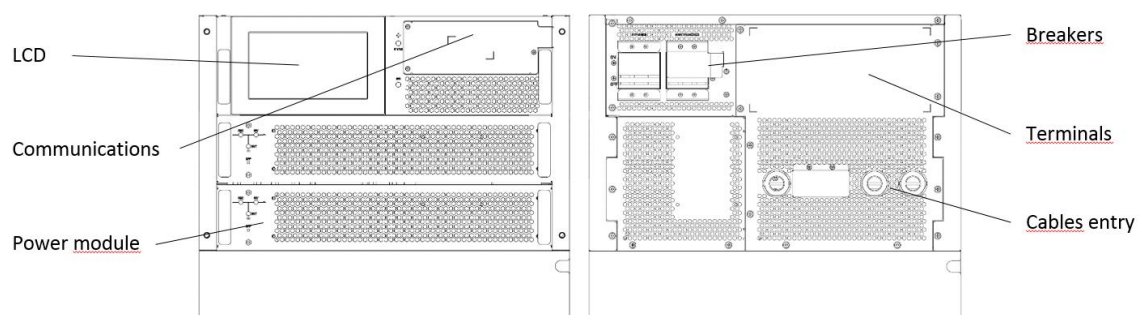 LCD
Communications
Power module
Breakers
Terminals
Cables entry